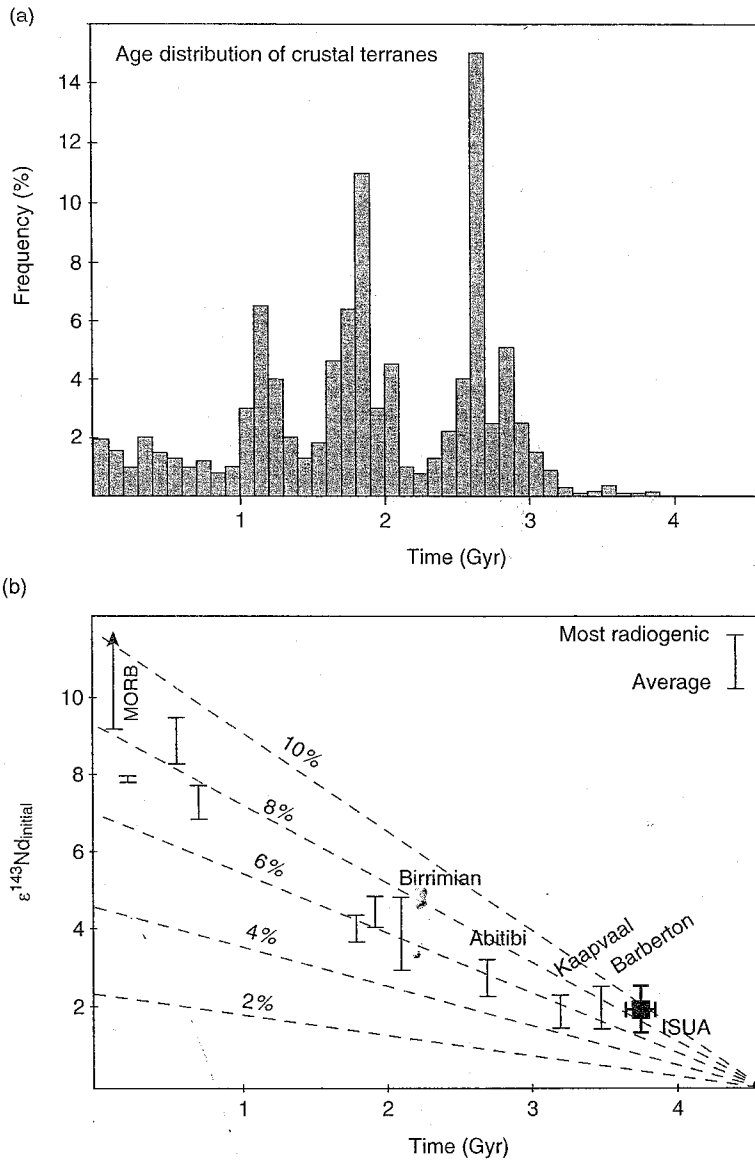 (a)
Age distribution of crustal terranes
14
12
10
8
6
4
2
Frequency (%)
1
2
3
4
Time (Gyr)
(b)
Most radiogenic
Average
10
8
6
4
2
ε¹⁴³Nd_initial
MORB
10%
8%
6%
4%
2%
Birrimian
Abitibi
Kaapvaal
Barberton
ISUA
1
2
3
4
Time (Gyr)